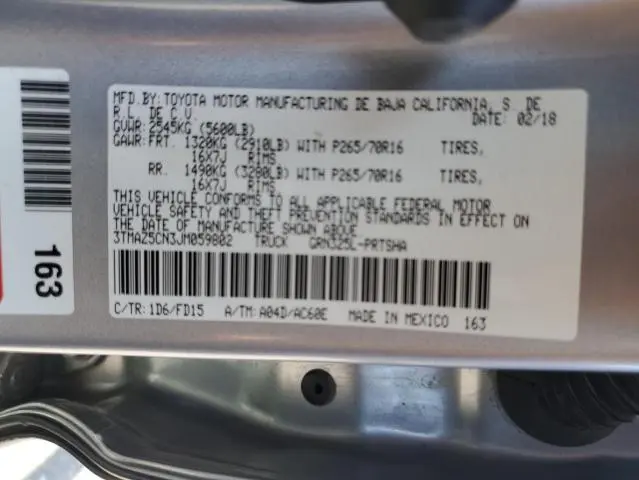 MFD.BY:TOYOTA MOTOR MANUFACTURING DE BAJA CALIFORNIA, S. DE
R.L. DE C.V. DATE: 02/18
GVWR:2545KG (5600LB)
GAWR:FRT. 1320KG (2910LB) WITH P265/70R16 TIRES,
16X7J RIMS
RR. 1490KG (3280LB) WITH P265/70R16 TIRES,
16X7J RIMS
THIS VEHICLE CONFORMS TO ALL APPLICABLE FEDERAL MOTOR
VEHICLE SAFETY AND THEFT PREVENTION STANDARDS IN EFFECT ON
THE DATE OF MANUFACTURE SHOWN ABOVE
3TMAZ5CN3JM059802 TRUCK GRN325L-PRTSHA
C/TR:1D6/FD15 A/TM:A04D/AC60E MADE IN MEXICO 163
163